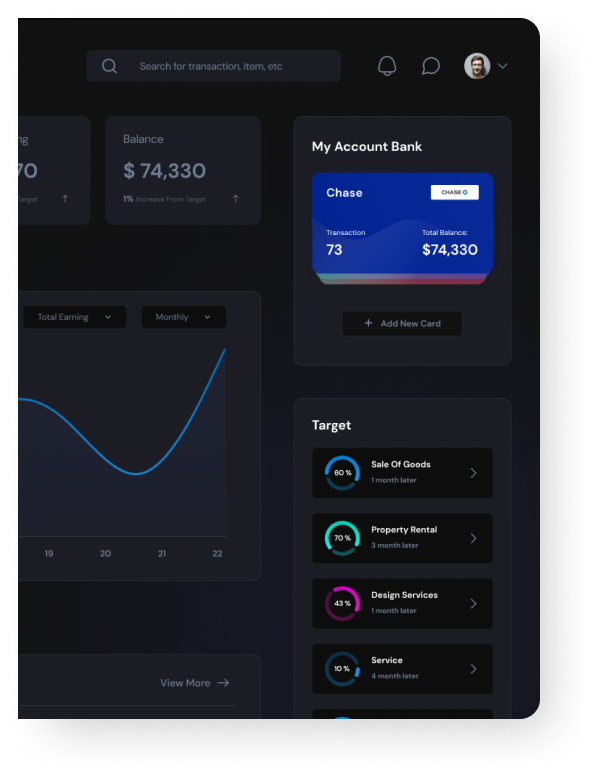 Search for transaction, item, etc
ng
70
Target
Balance
$ 74,330
1% Increase From Target
My Account Bank
Chase
CHASE
Transaction
73
Total Balance:
$74,330
+ Add New Card
Total Earning
Monthly
19
20
21
22
Target
60 %
Sale Of Goods
1 month later
70 %
Property Rental
3 month later
43 %
Design Services
1 month later
10 %
Service
4 month later
View More